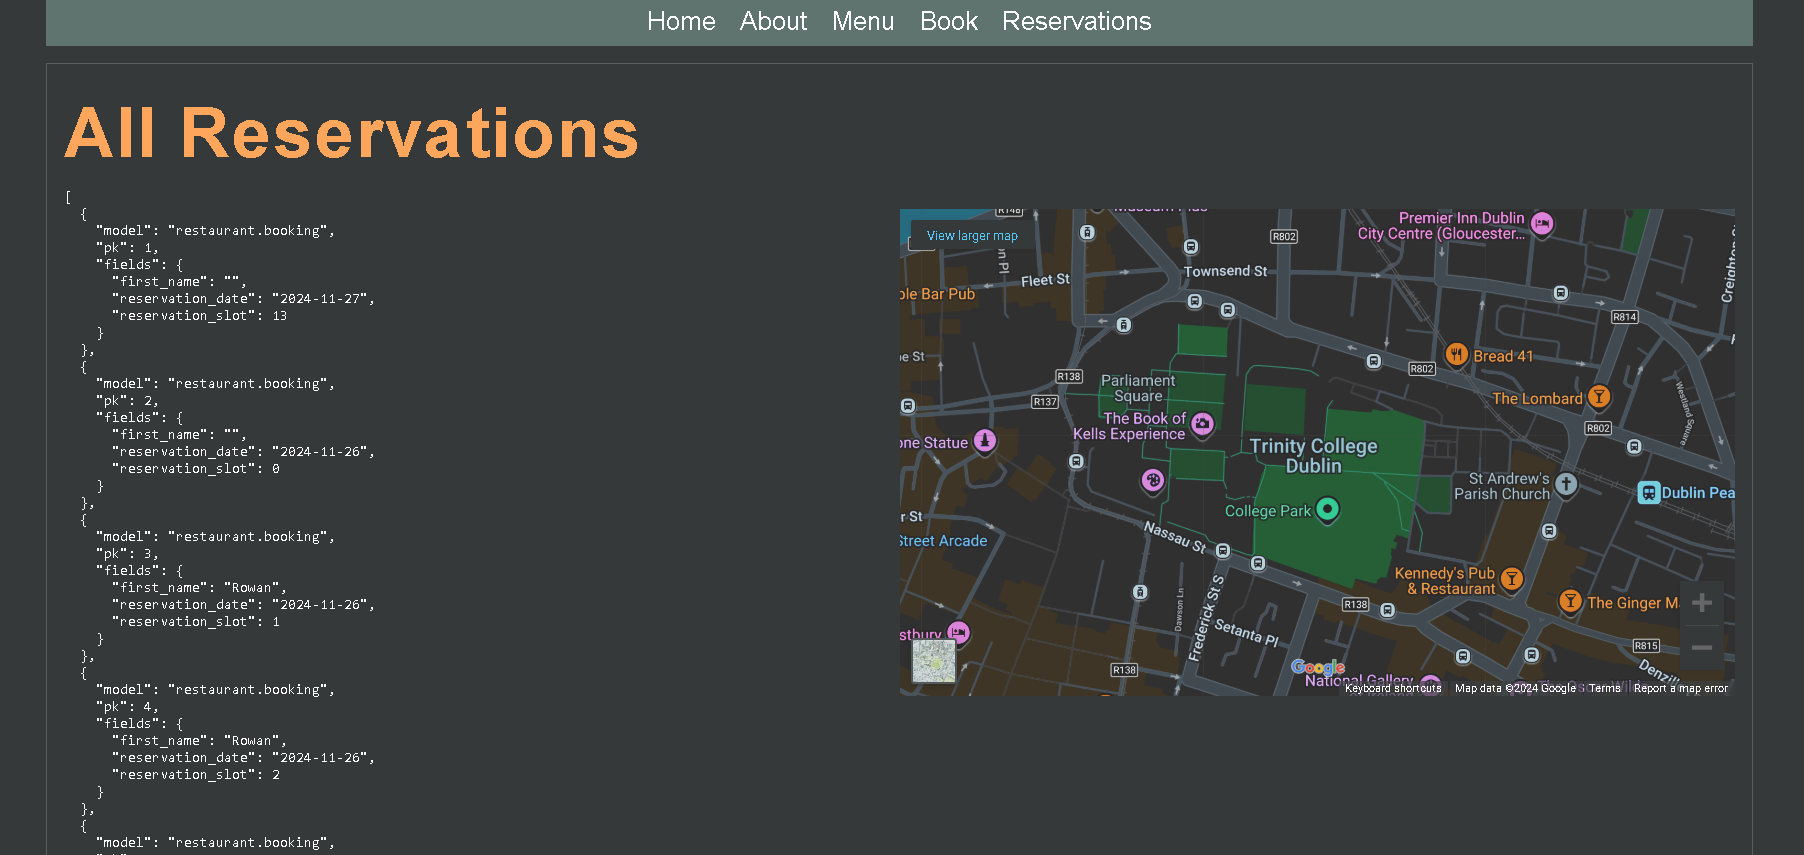 Home About Menu Book Reservations
All Reservations
[
{
"model": "restaurant.booking",
"pk": 1,
"fields": {
"first_name": "",
"reservation_date": "2024-11-27",
"reservation_slot": 13
}
},
{
"model": "restaurant.booking",
"pk": 2,
"fields": {
"first_name": "",
"reservation_date": "2024-11-26",
"reservation_slot": 0
}
},
{
"model": "restaurant.booking",
"pk": 3,
"fields": {
"first_name": "Rowan",
"reservation_date": "2024-11-26",
"reservation_slot": 1
}
},
{
"model": "restaurant.booking",
"pk": 4,
"fields": {
"first_name": "Rowan",
"reservation_date": "2024-11-26",
"reservation_slot": 2
}
},
{
"model": "restaurant.booking",
R148
View larger map
Premier Inn Dublin
City Centre (Gloucester...
R802
n Pl
Fleet St
Townsend St
Creighton S
ble Bar Pub
R814
Bread 41
ne St
R138
R802
Parliament
Square
R137
The Lombard
Westland Square
The Book of
Kells Experience
R802
one Statue
Trinity College
Dublin
St Andrew's
Parish Church
Dublin Pea
College Park
r St
Nassau St
Street Arcade
Kennedy's Pub
& Restaurant
Dawson Ln
Frederick St S
R138
The Ginger Ma
Setanta Pl
stbury
R815
Denzil
R138
Google
National Gallery
Keyboard shortcuts
Map data ©2024 Google
Terms
Report a map error